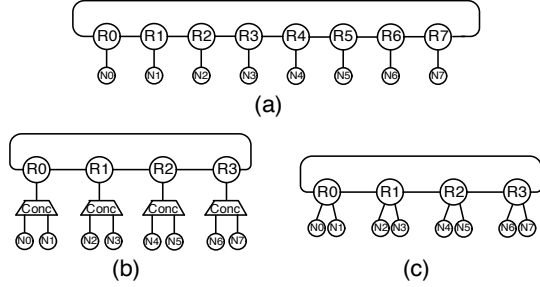 R0 R1 R2 R3 R4 R5 R6 R7
N0 N1 N2 N3 N4 N5 N6 N7
(a)
R0 R1 R2 R3
Conc Conc Conc Conc
N0 N1 N2 N3 N4 N5 N6 N7
(b)
R0 R1 R2 R3
N0 N1 N2 N3 N4 N5 N6 N7
(c)